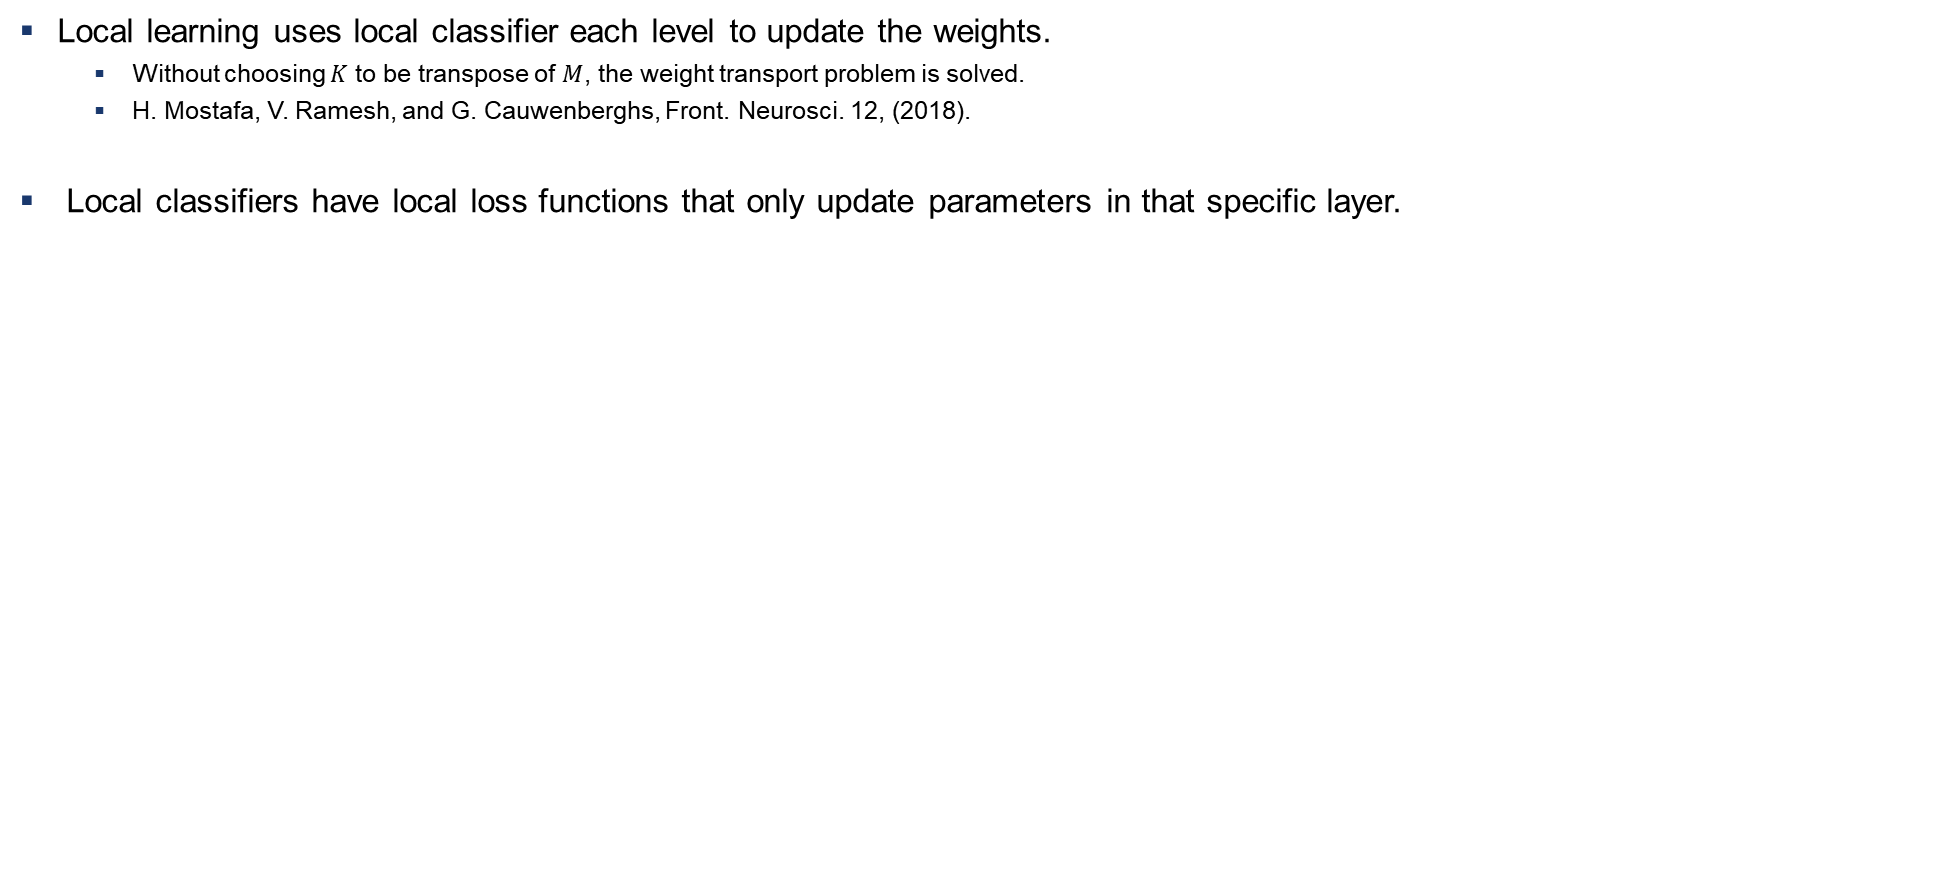 ▪ Local learning uses local classifier each level to update the weights.
▪ Without choosing K to be transpose of M, the weight transport problem is solved.
▪ H. Mostafa, V. Ramesh, and G. Cauwenberghs, Front. Neurosci. 12, (2018).
▪ Local classifiers have local loss functions that only update parameters in that specific layer.